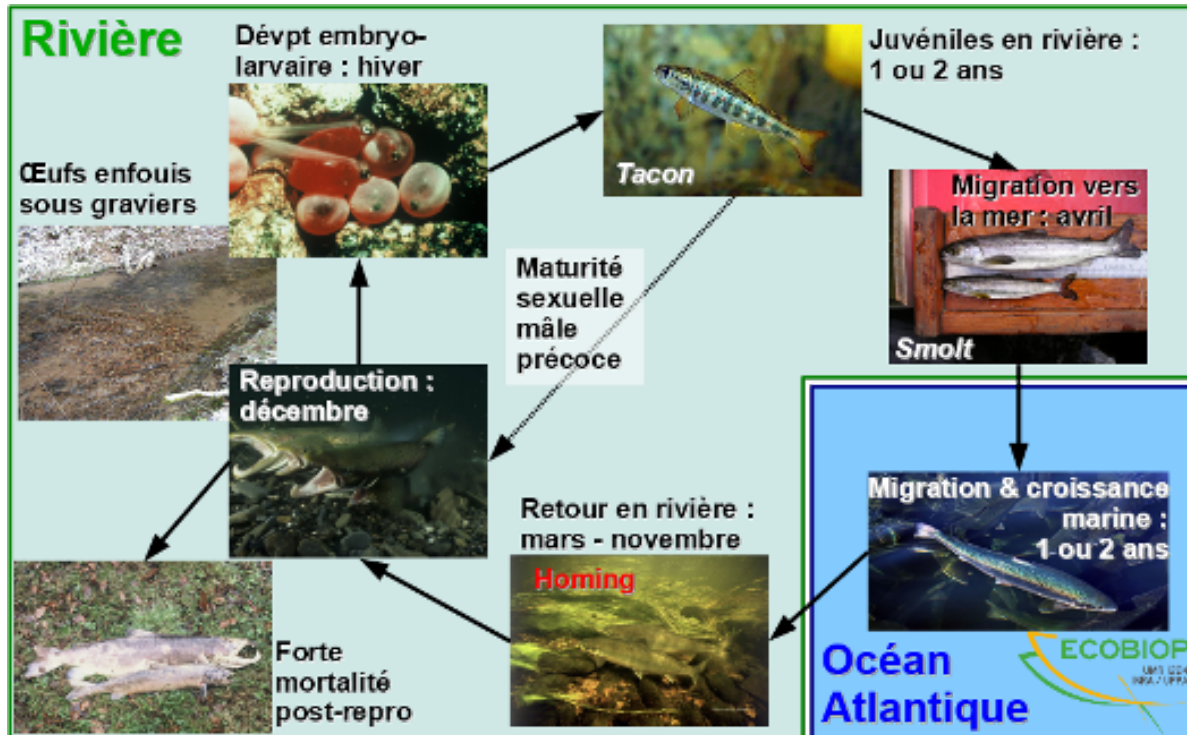 Rivière
Dévpt embryo-
larvaire : hiver
Juvéniles en rivière :
1 ou 2 ans
Œufs enfouis
sous graviers
Tacon
Migration vers
la mer : avril
Smolt
Maturité
sexuelle
mâle
précoce
Reproduction :
décembre
Migration & croissance
marine :
1 ou 2 ans
Retour en rivière :
mars - novembre
Homing
Forte
mortalité
post-repro
Océan
Atlantique
ECOBIOP
INRA / UPPA